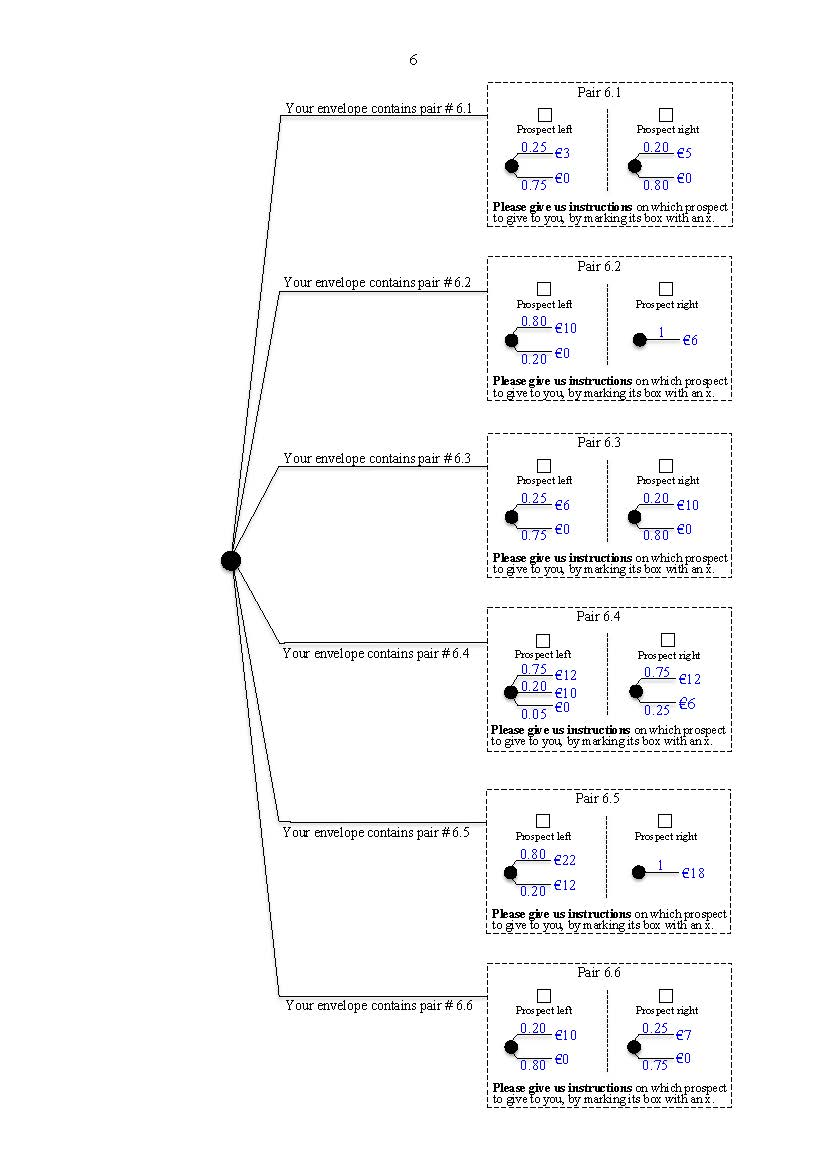 6
Your envelope contains pair # 6.1
Pair 6.1
Prospect left
Prospect right
0.25 €3
0.75 €0
0.20 €5
0.80 €0
Please give us instructions on which prospect
to give to you, by marking its box with an x.
Your envelope contains pair # 6.2
Pair 6.2
Prospect left
Prospect right
0.80 €10
0.20 €0
1 €6
Please give us instructions on which prospect
to give to you, by marking its box with an x.
Your envelope contains pair # 6.3
Pair 6.3
Prospect left
Prospect right
0.25 €6
0.75 €0
0.20 €10
0.80 €0
Please give us instructions on which prospect
to give to you, by marking its box with an x.
Your envelope contains pair # 6.4
Pair 6.4
Prospect left
Prospect right
0.75 €12
0.20 €10
0.05 €0
0.75 €12
0.25 €6
Please give us instructions on which prospect
to give to you, by marking its box with an x.
Your envelope contains pair # 6.5
Pair 6.5
Prospect left
Prospect right
0.80 €22
0.20 €12
1 €18
Please give us instructions on which prospect
to give to you, by marking its box with an x.
Your envelope contains pair # 6.6
Pair 6.6
Prospect left
Prospect right
0.20 €10
0.80 €0
0.25 €7
0.75 €0
Please give us instructions on which prospect
to give to you, by marking its box with an x.